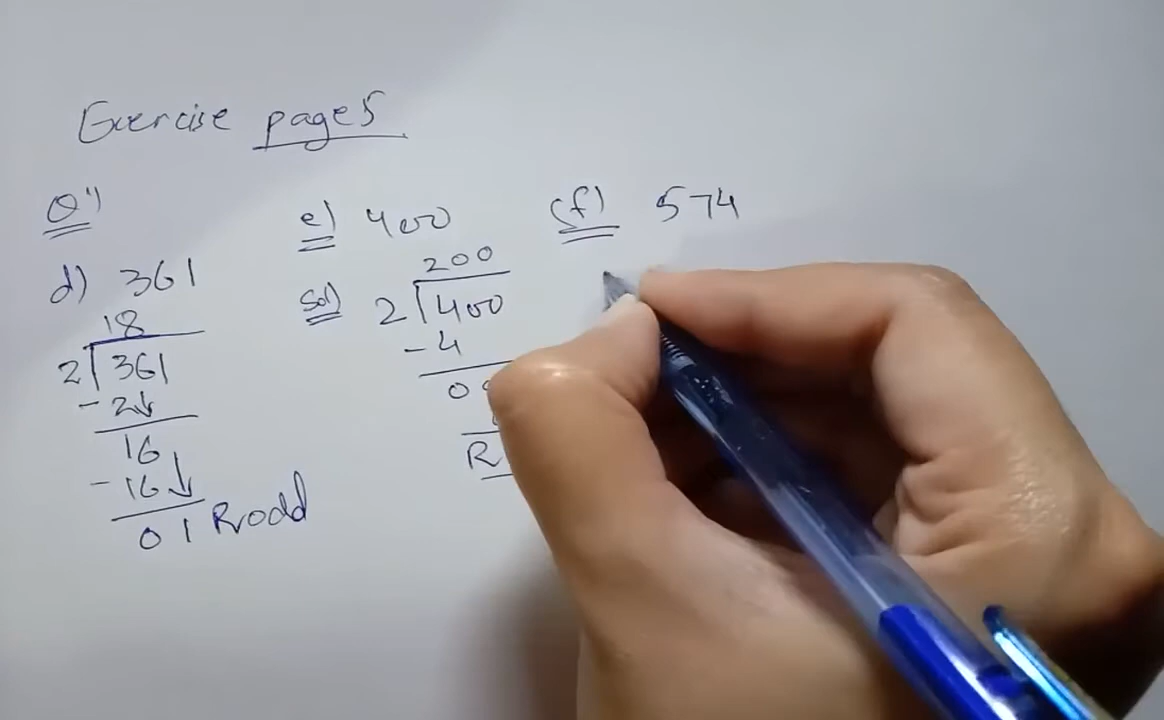 Exercise page 5
Q1)
d) 361
18
2 361
- 2↓
16
- 16↓
0 1 R odd
e) 400
Sol)
200
2 400
- 4
0
R
(f) 574